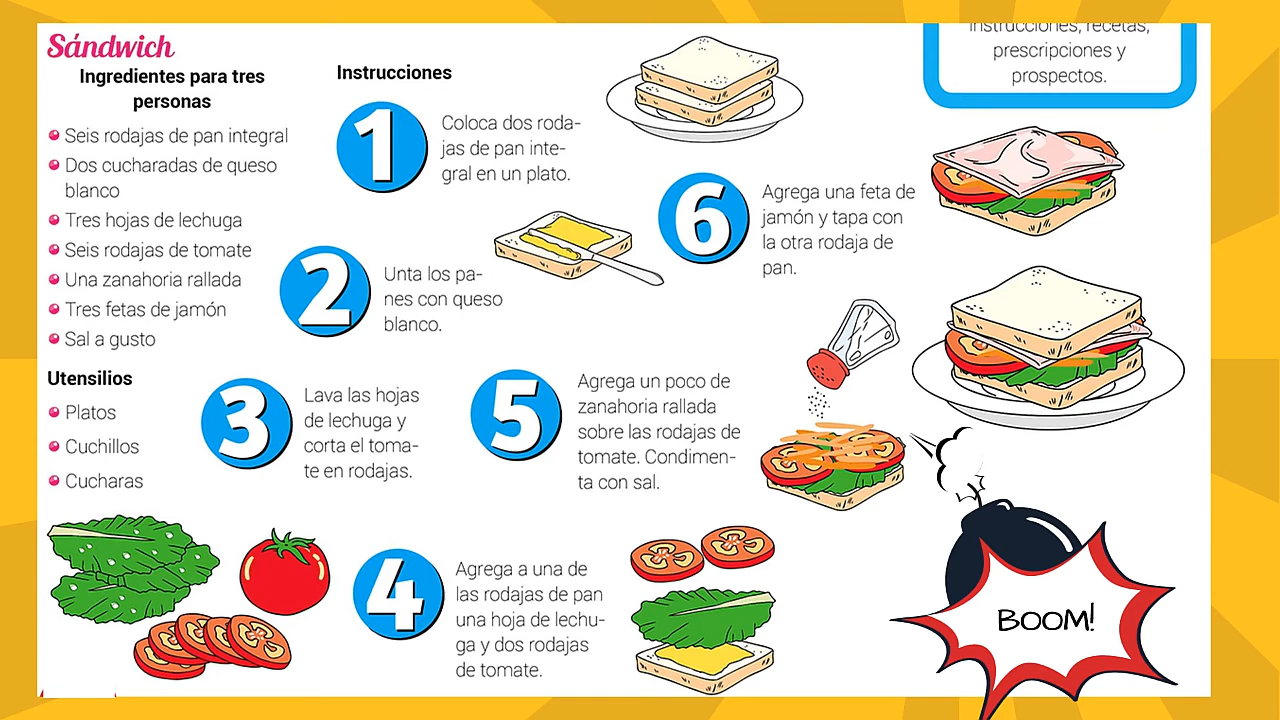 Sándwich
Ingredientes para tres
personas
Seis rodajas de pan integral
Dos cucharadas de queso
blanco
Tres hojas de lechuga
Seis rodajas de tomate
Una zanahoria rallada
Tres fetas de jamón
Sal a gusto
Utensilios
Platos
Cuchillos
Cucharas
Instrucciones
1
Coloca dos roda-
jas de pan inte-
gral en un plato.
2
Unta los pa-
nes con queso
blanco.
3
Lava las hojas
de lechuga y
corta el toma-
te en rodajas.
4
Agrega a una de
las rodajas de pan
una hoja de lechu-
ga y dos rodajas
de tomate.
5
Agrega un poco de
zanahoria rallada
sobre las rodajas de
tomate. Condimen-
ta con sal.
6
Agrega una feta de
jamón y tapa con
la otra rodaja de
pan.
instrucciones, recetas,
prescripciones y
prospectos.
BOOM!